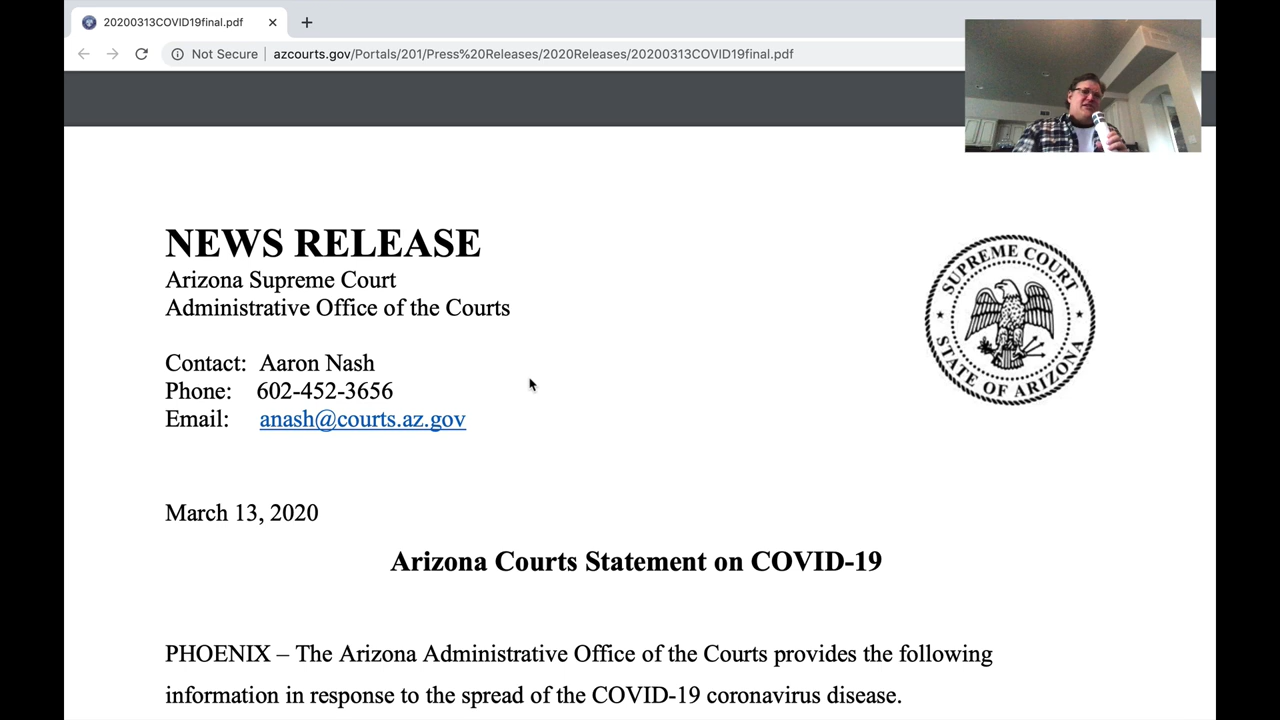 20200313COVID19final.pdf
Not Secure
azcourts.gov/Portals/201/Press%20Releases/2020Releases/20200313COVID19final.pdf
NEWS RELEASE
Arizona Supreme Court
Administrative Office of the Courts
SUPREME COURT
STATE OF ARIZONA
Contact: Aaron Nash
Phone: 602-452-3656
Email: anash@courts.az.gov
March 13, 2020
Arizona Courts Statement on COVID-19
PHOENIX – The Arizona Administrative Office of the Courts provides the following
information in response to the spread of the COVID-19 coronavirus disease.